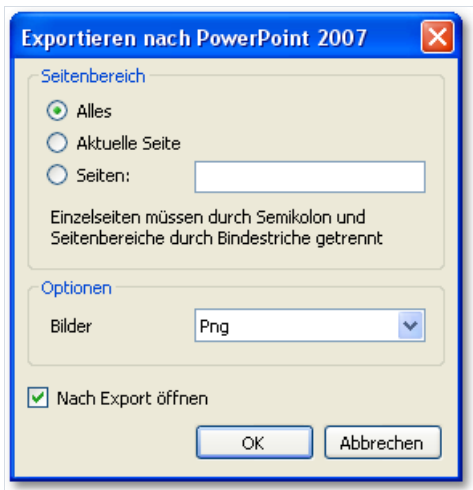 Exportieren nach PowerPoint 2007
Seitenbereich
Alles
Aktuelle Seite
Seiten:
Einzelseiten müssen durch Semikolon und
Seitenbereiche durch Bindestriche getrennt
Optionen
Bilder Png
Nach Export öffnen
OK Abbrechen